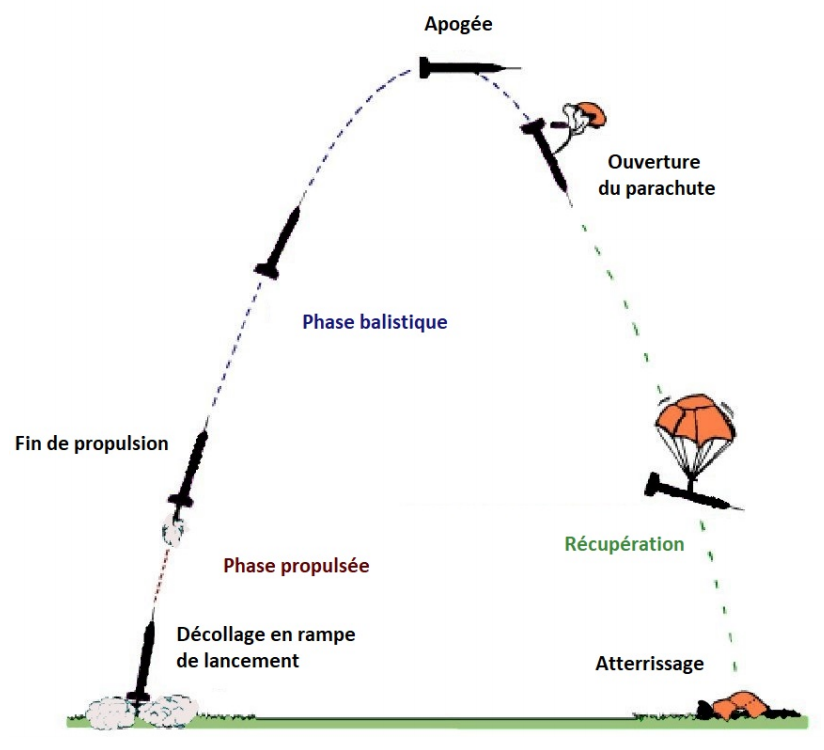 Apogée
Ouverture
du parachute
Phase balistique
Fin de propulsion
Récupération
Phase propulsée
Décollage en rampe
de lancement
Atterrissage